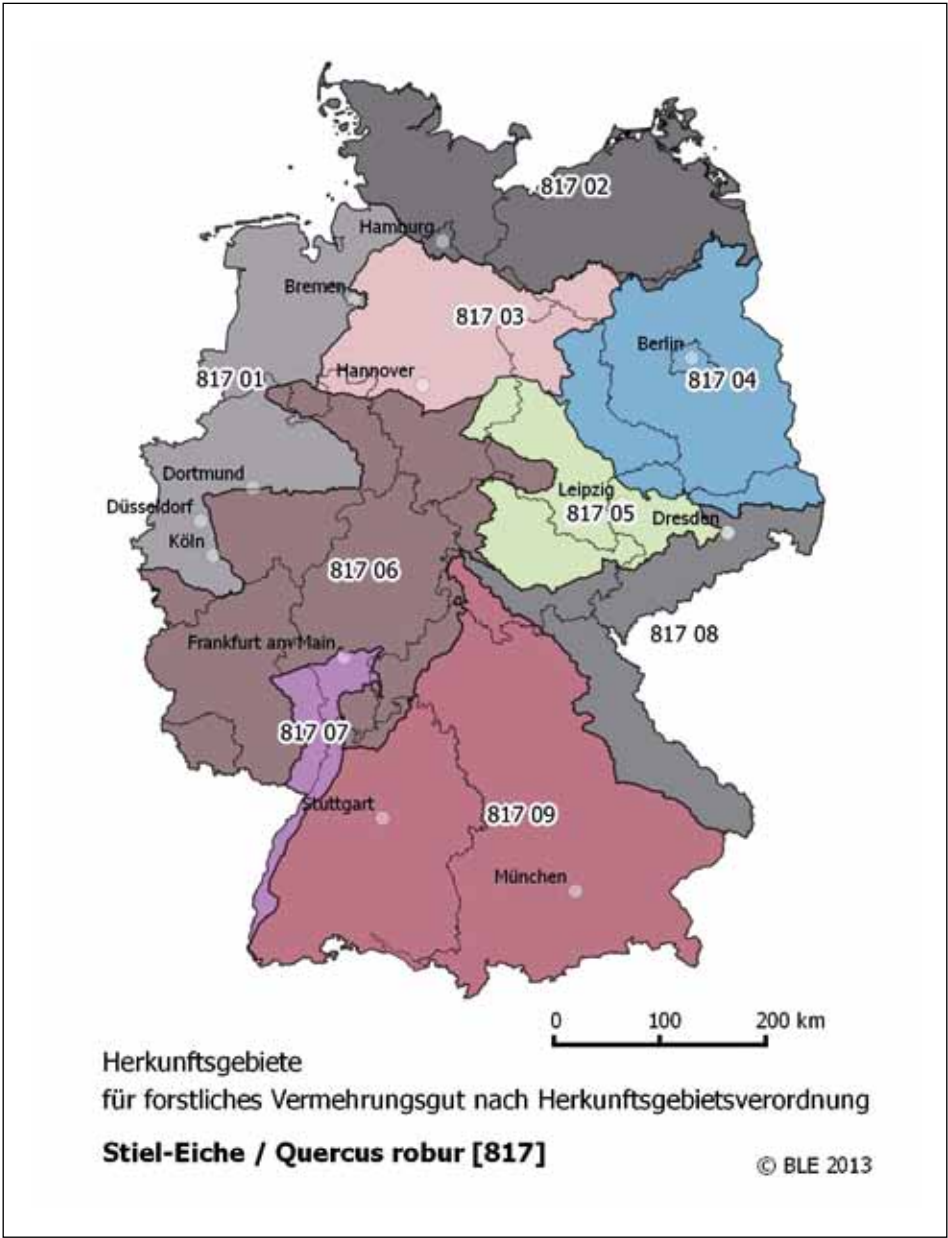 817 02
Hamburg
Bremen
817 03
Berlin
Hannover
817 01
817 04
Dortmund
Leipzig
Düsseldorf
817 05
Dresden
Köln
817 06
817 08
Frankfurt am Main
817 07
Stuttgart
817 09
München
0 100 200 km
Herkunftsgebiete
für forstliches Vermehrungsgut nach Herkunftsgebietsverordnung
Stiel-Eiche / Quercus robur [817]
© BLE 2013